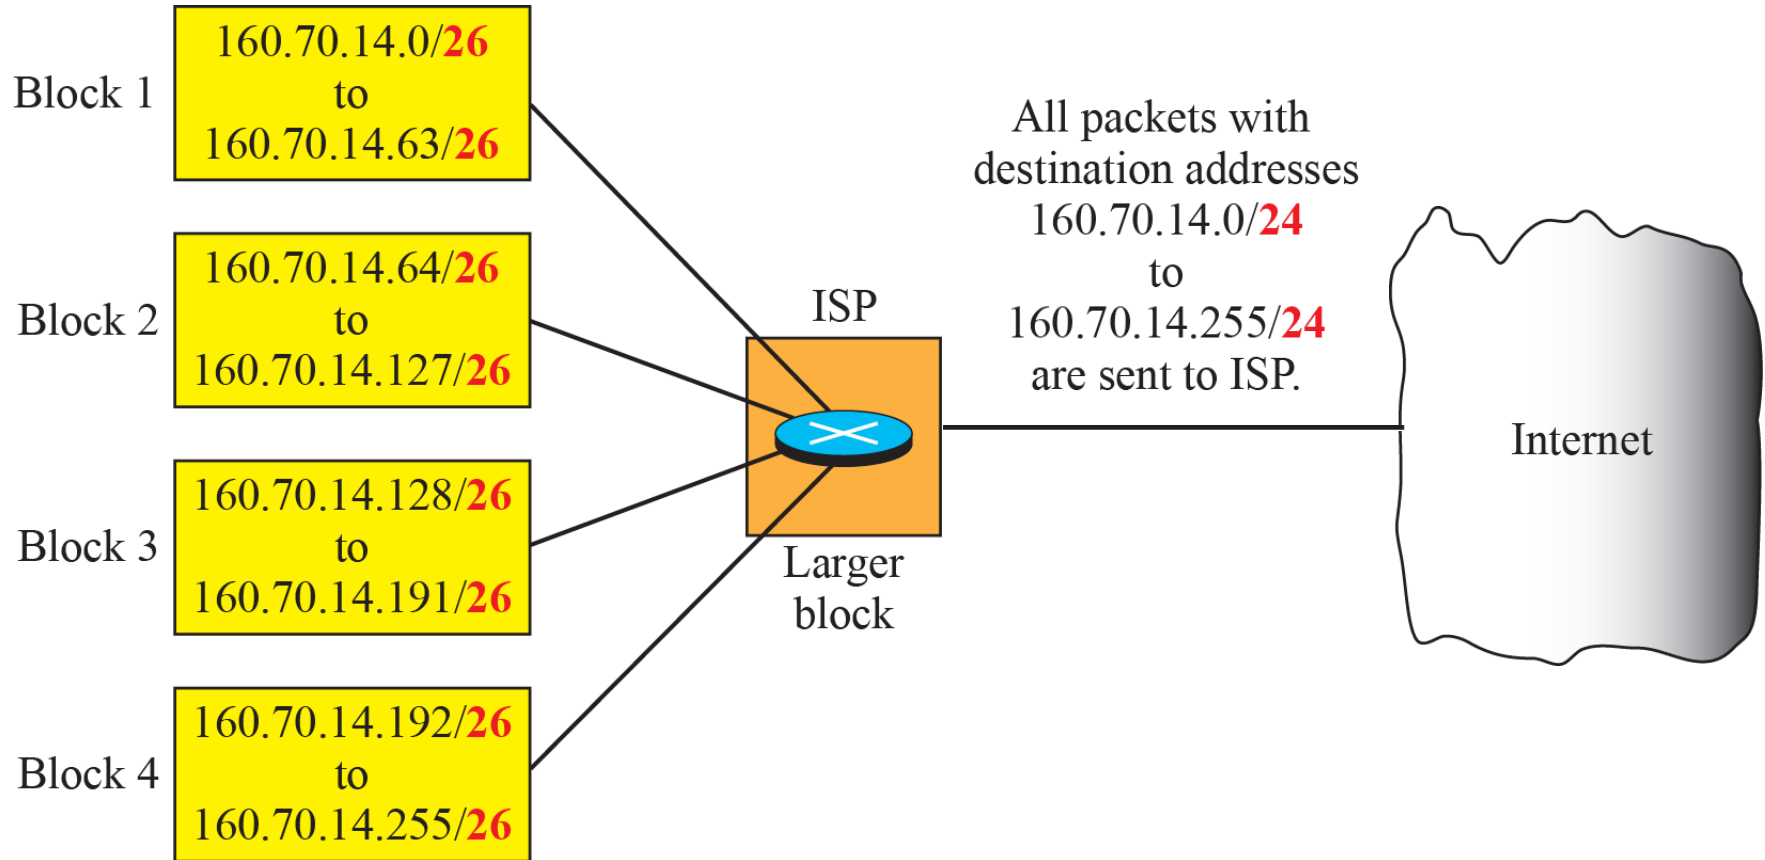 Block 1
160.70.14.0/26
to
160.70.14.63/26
Block 2
160.70.14.64/26
to
160.70.14.127/26
Block 3
160.70.14.128/26
to
160.70.14.191/26
Block 4
160.70.14.192/26
to
160.70.14.255/26
ISP
Larger
block
All packets with
destination addresses
160.70.14.0/24
to
160.70.14.255/24
are sent to ISP.
Internet